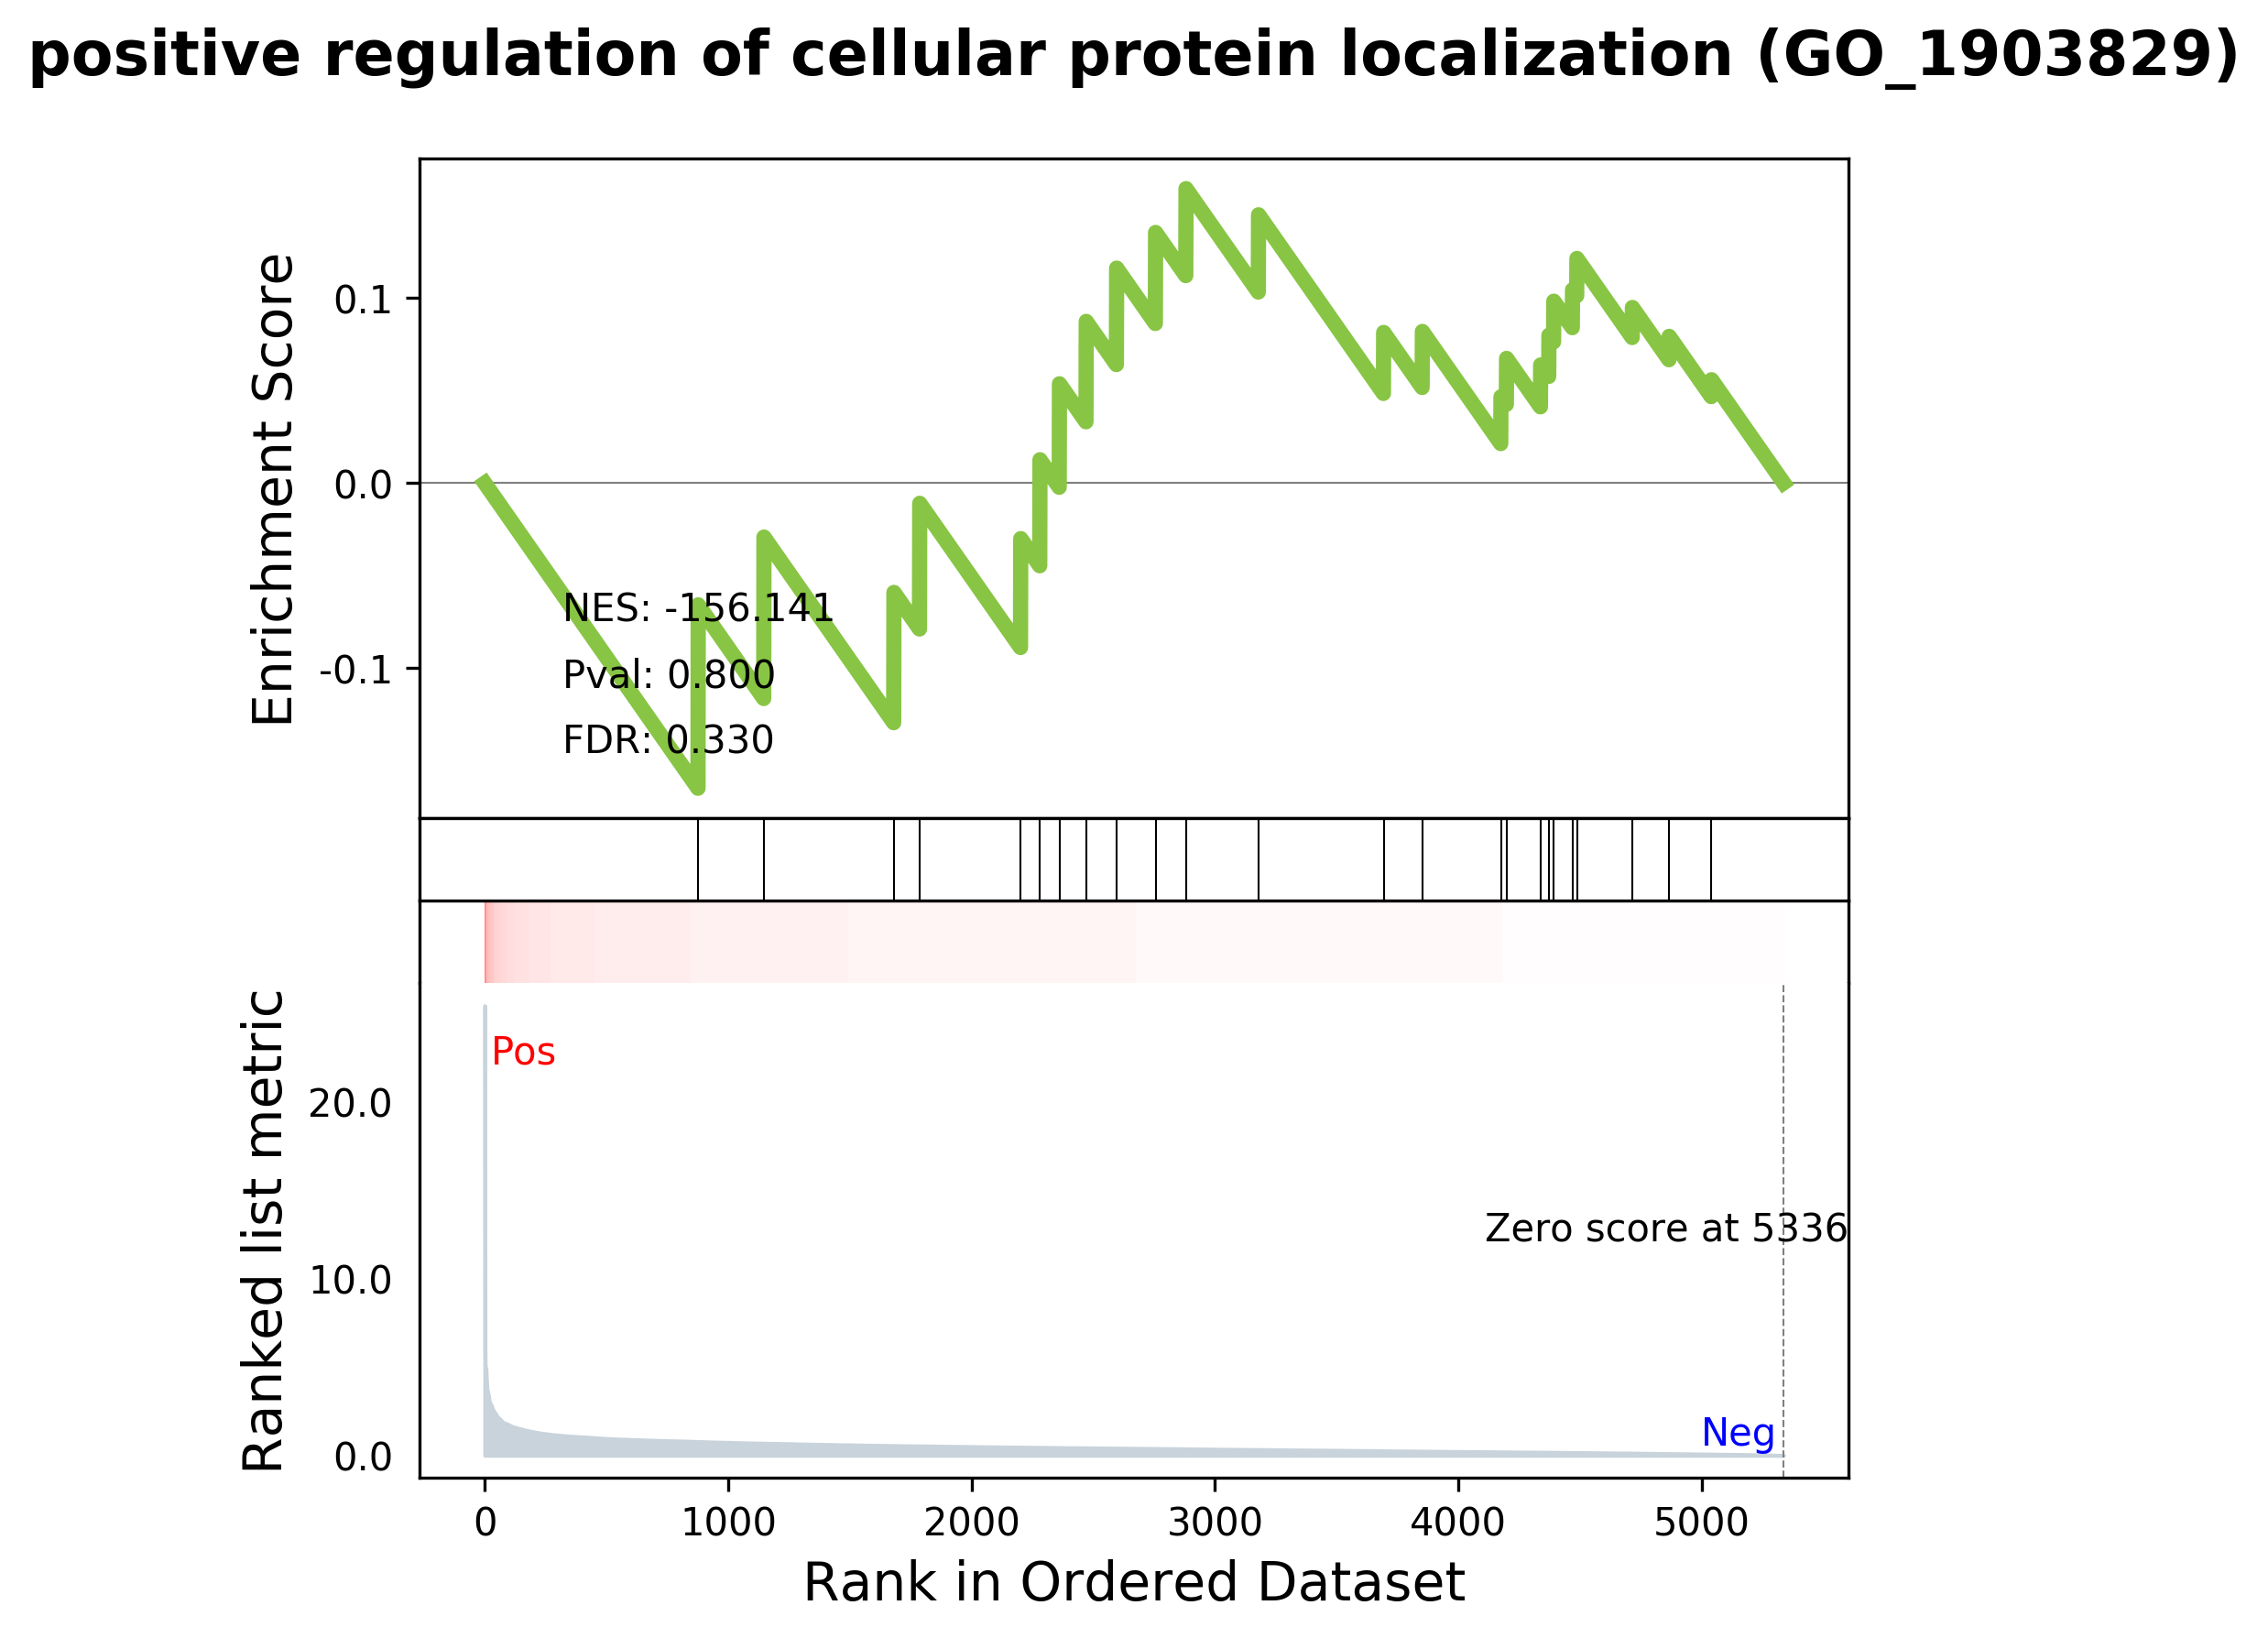 positive regulation of cellular protein localization (GO_1903829)
Enrichment Score
0.1
0.0
-0.1
NES: -156.141
Pval: 0.800
FDR: 0.330
Ranked list metric
Pos
20.0
10.0
0.0
Zero score at 5336
Neg
0 1000 2000 3000 4000 5000
Rank in Ordered Dataset